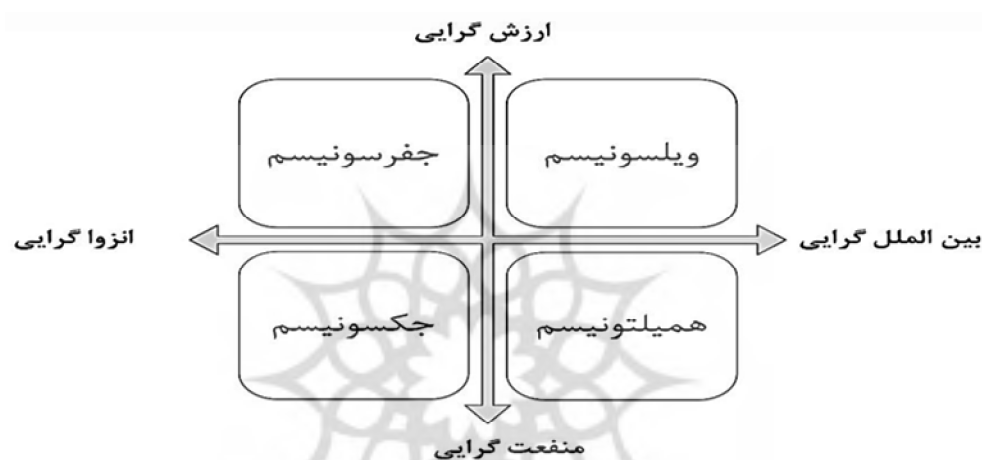 ارزش گرایی
ویلسونیسم
جفرسونیسم
بین الملل گرایی
انزوا گرایی
همیلتونیسم
جکسونیسم
منفعت گرایی